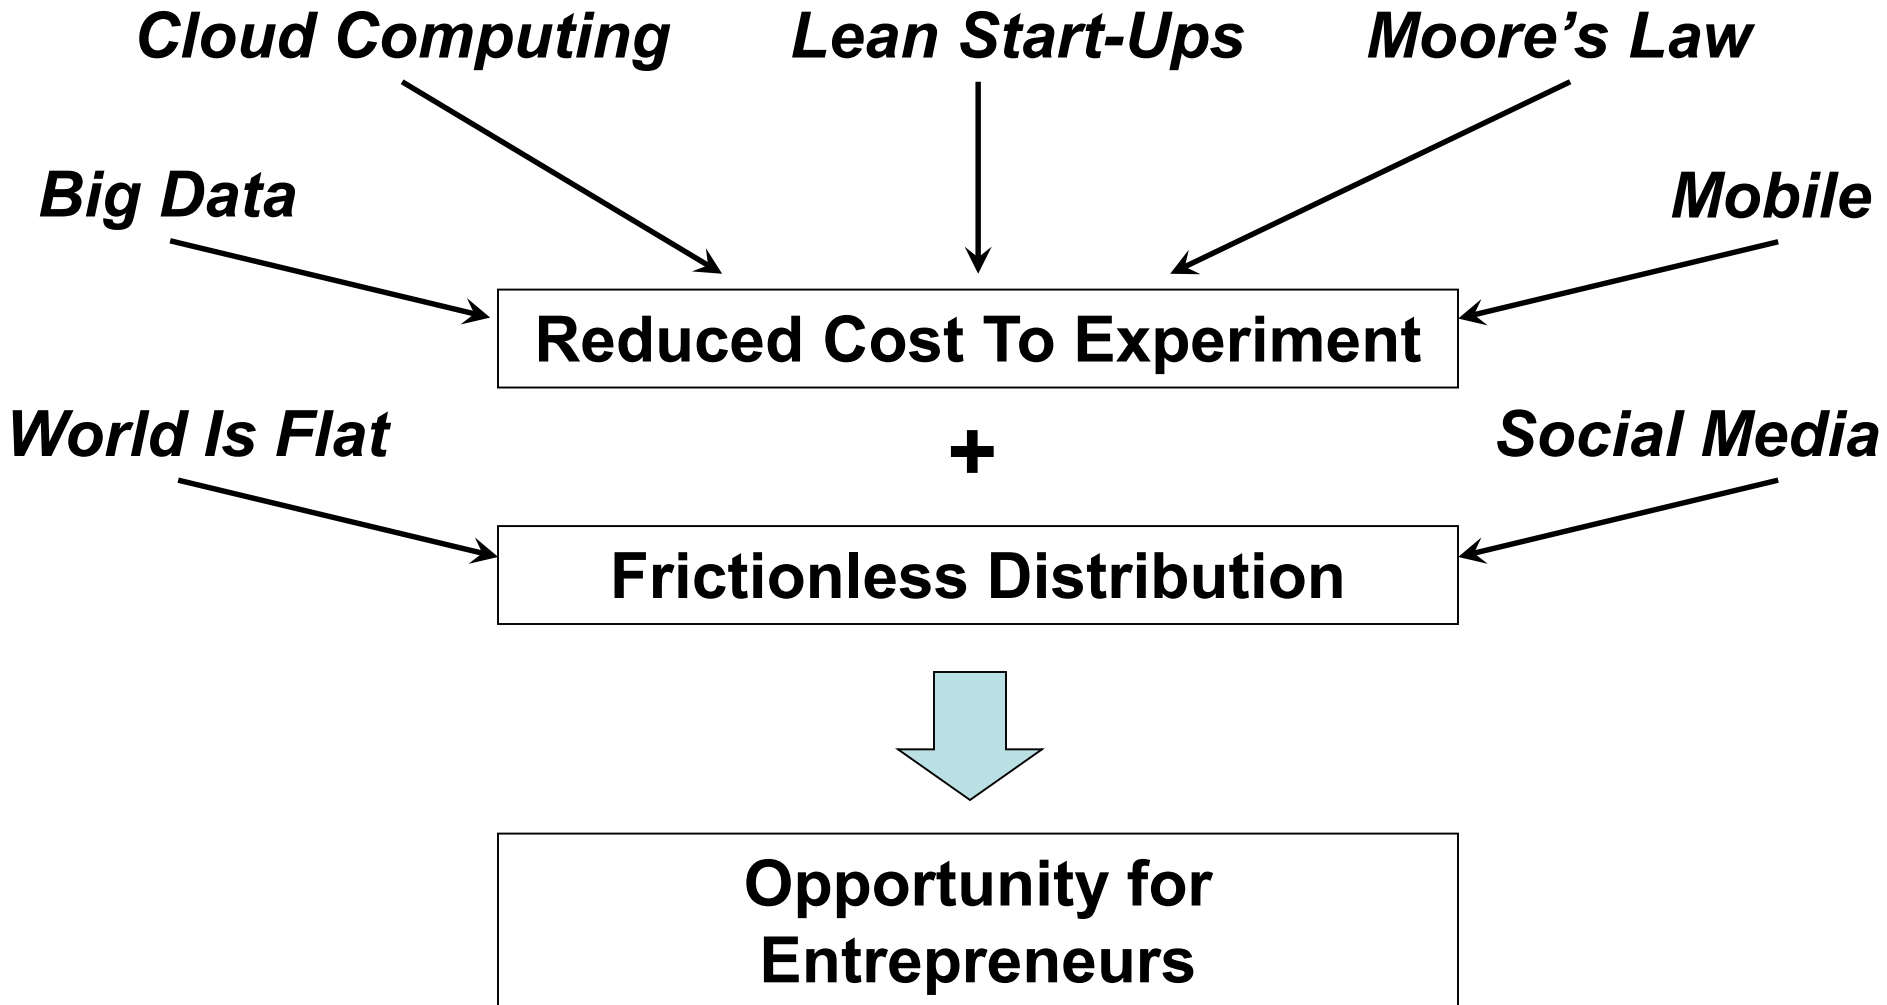 Cloud Computing Lean Start-Ups Moore’s Law
Big Data Mobile
Reduced Cost To Experiment
World Is Flat + Social Media
Frictionless Distribution
Opportunity for
Entrepreneurs